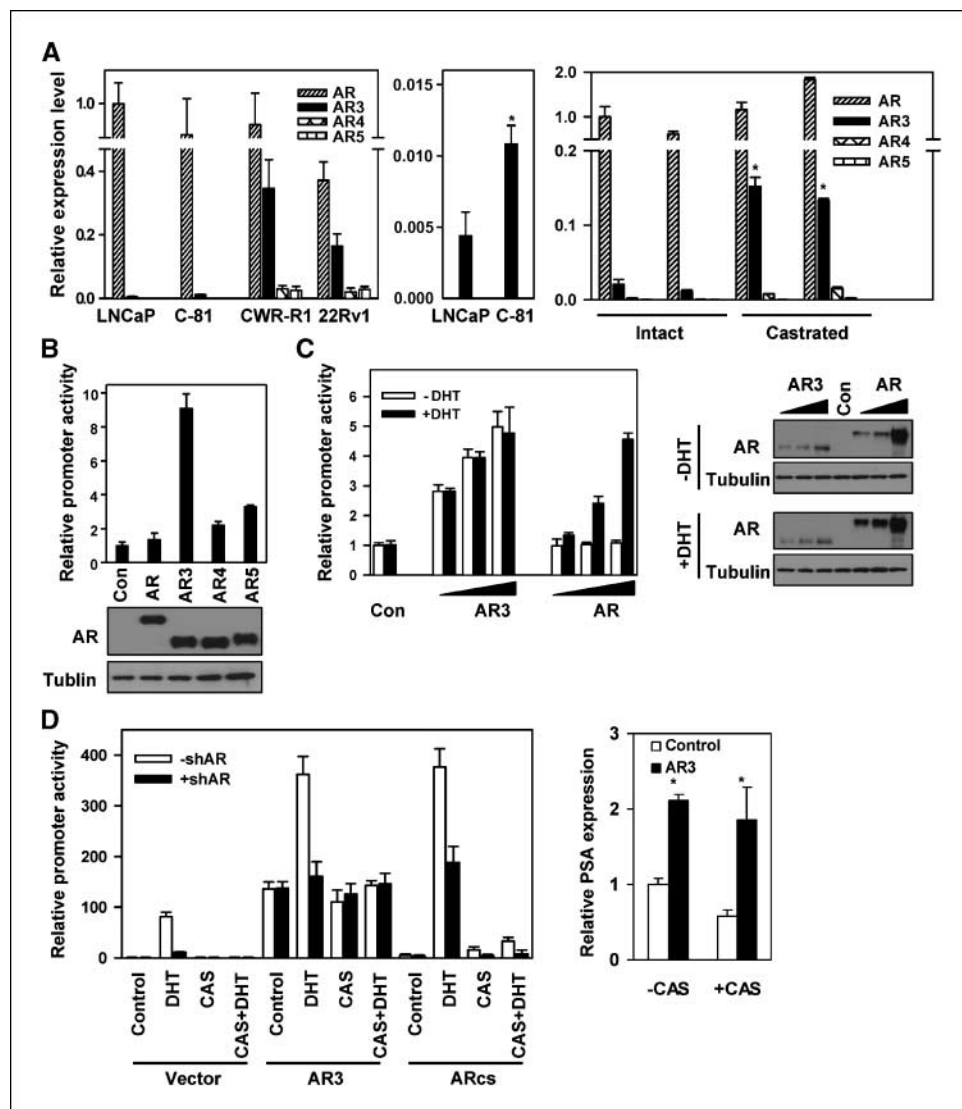 A
Relative expression level
1.0
0.4
0.2
0.0
AR
AR3
AR4
AR5
LNCaP
C-81
CWR-R1
22Rv1
0.015
0.010
0.005
0.000
*
LNCaP
C-81
2.0
1.0
0.2
0.1
0.0
AR
AR3
AR4
AR5
*
*
Intact
Castrated
B
Relative promoter activity
10
8
6
4
2
0
Con
AR
AR3
AR4
AR5
AR
Tublin
C
Relative promoter activity
6
5
4
3
2
1
0
- DHT
+DHT
Con
AR3
AR
AR3
Con
AR
-DHT
AR
Tubulin
+DHT
AR
Tubulin
D
Relative promoter activity
400
300
200
100
0
-shAR
+shAR
Control
DHT
CAS
CAS+DHT
Control
DHT
CAS
CAS+DHT
Control
DHT
CAS
CAS+DHT
Vector
AR3
ARcs
Relative PSA expression
3
2
1
0
Control
AR3
*
*
-CAS
+CAS